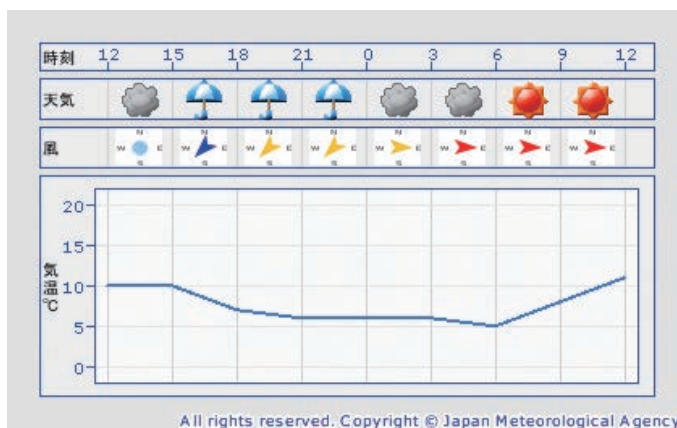 時刻 12 15 18 21 0 3 6 9 12
天気
風
N N N N N N N N
W E W E W E W E W E W E W E W E
S S S S S S S S
20
15
気温℃ 10
5
0
All rights reserved. Copyright © Japan Meteorological Agency